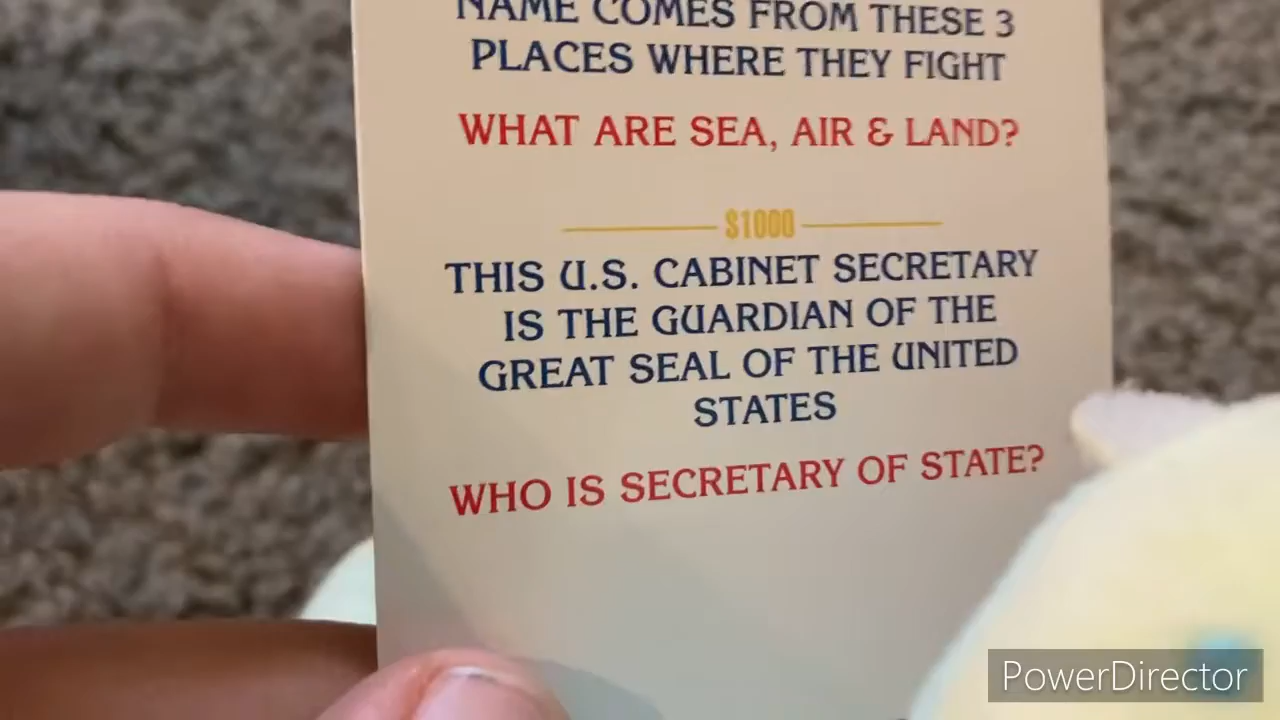 NAME COMES FROM THESE 3
PLACES WHERE THEY FIGHT
WHAT ARE SEA, AIR & LAND?
$1000
THIS U.S. CABINET SECRETARY
IS THE GUARDIAN OF THE
GREAT SEAL OF THE UNITED
STATES
WHO IS SECRETARY OF STATE?
PowerDirector